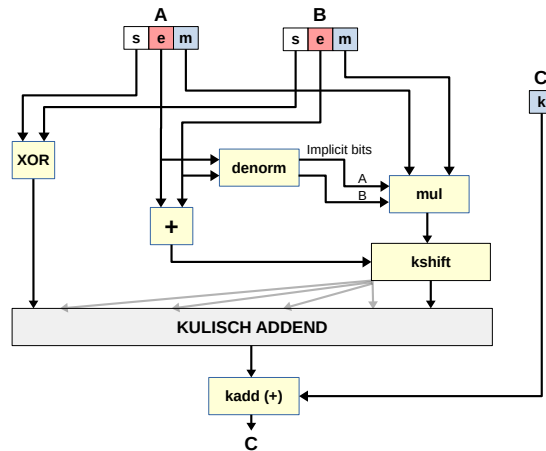 A
B
s e m
s e m
C
k
XOR
Implicit bits
denorm
A
B
mul
+
kshift
KULISCH ADDEND
kadd (+)
C